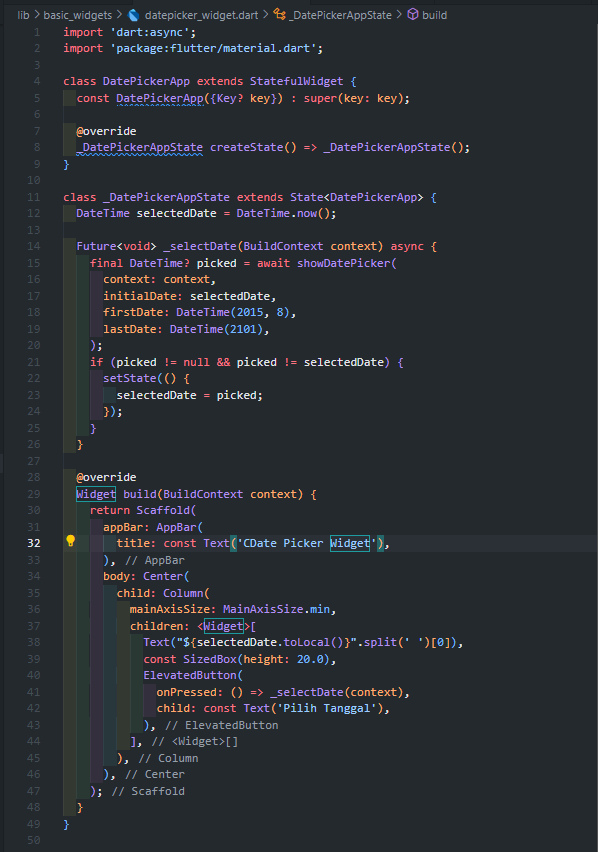 lib > basic_widgets > datepicker_widget.dart > _DatePickerAppState > build
1 import 'dart:async';
2 import 'package:flutter/material.dart';
3
4 class DatePickerApp extends StatefulWidget {
5   const DatePickerApp({Key? key}) : super(key: key);
6
7   @override
8   _DatePickerAppState createState() => _DatePickerAppState();
9 }
10
11 class _DatePickerAppState extends State<DatePickerApp> {
12   DateTime selectedDate = DateTime.now();
13
14   Future<void> _selectDate(BuildContext context) async {
15     final DateTime? picked = await showDatePicker(
16       context: context,
17       initialDate: selectedDate,
18       firstDate: DateTime(2015, 8),
19       lastDate: DateTime(2101),
20     );
21     if (picked != null && picked != selectedDate) {
22       setState(() {
23         selectedDate = picked;
24       });
25     }
26   }
27
28   @override
29   Widget build(BuildContext context) {
30     return Scaffold(
31       appBar: AppBar(
32         title: const Text('CDate Picker Widget'),
33       ), // AppBar
34       body: Center(
35         child: Column(
36           mainAxisSize: MainAxisSize.min,
37           children: <Widget>[
38             Text("${selectedDate.toLocal()}".split(' ')[0]),
39             const SizedBox(height: 20.0),
40             ElevatedButton(
41               onPressed: () => _selectDate(context),
42               child: const Text('Pilih Tanggal'),
43             ), // ElevatedButton
44           ], // <Widget>[]
45         ), // Column
46       ), // Center
47     ); // Scaffold
48   }
49 }
50